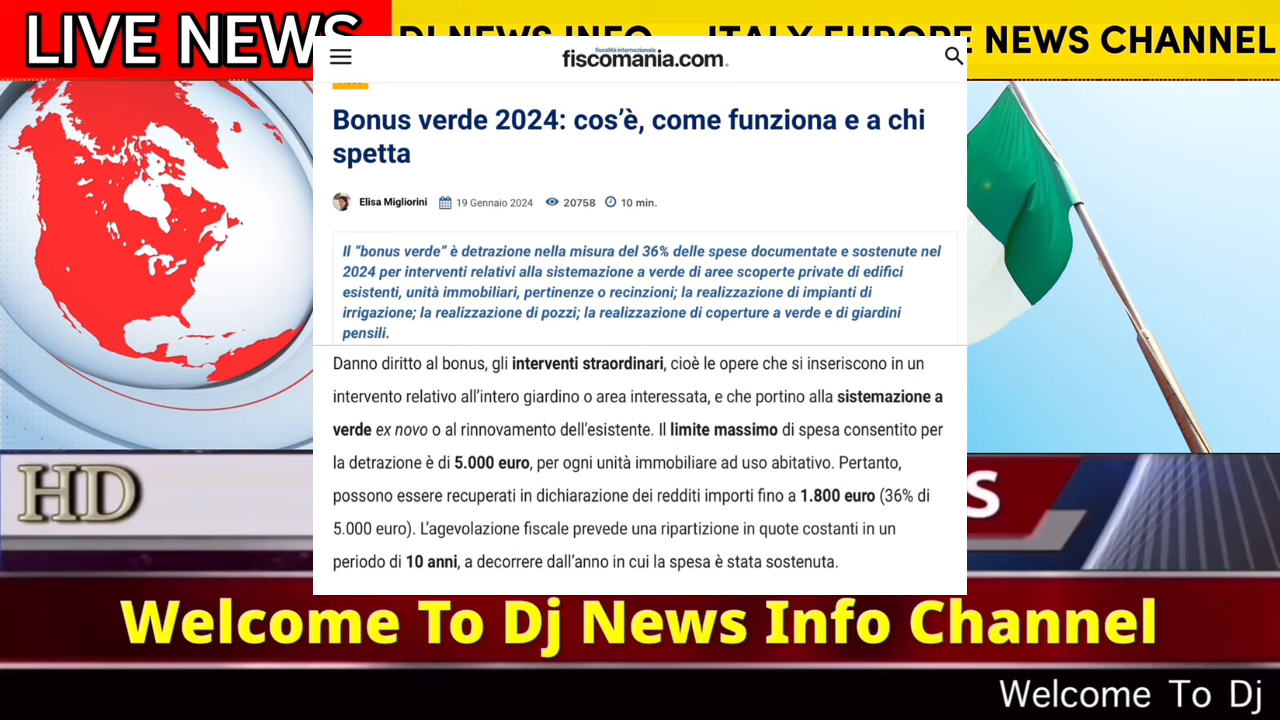 LIVE NEWS
DJ NEWS INFO ITALY EUROPE NEWS CHANNEL
fiscalità internazionale
fiscomania.com
Bonus verde 2024: cos’è, come funziona e a chi
spetta
Elisa Migliorini 19 Gennaio 2024 20758 10 min.
Il “bonus verde” è detrazione nella misura del 36% delle spese documentate e sostenute nel
2024 per interventi relativi alla sistemazione a verde di aree scoperte private di edifici
esistenti, unità immobiliari, pertinenze o recinzioni; la realizzazione di impianti di
irrigazione; la realizzazione di pozzi; la realizzazione di coperture a verde e di giardini
pensili.
Danno diritto al bonus, gli interventi straordinari, cioè le opere che si inseriscono in un
intervento relativo all’intero giardino o area interessata, e che portino alla sistemazione a
verde ex novo o al rinnovamento dell’esistente. Il limite massimo di spesa consentito per
la detrazione è di 5.000 euro, per ogni unità immobiliare ad uso abitativo. Pertanto,
possono essere recuperati in dichiarazione dei redditi importi fino a 1.800 euro (36% di
5.000 euro). L’agevolazione fiscale prevede una ripartizione in quote costanti in un
periodo di 10 anni, a decorrere dall’anno in cui la spesa è stata sostenuta.
HD
S
Welcome To Dj News Info Channel
Welcome To Dj